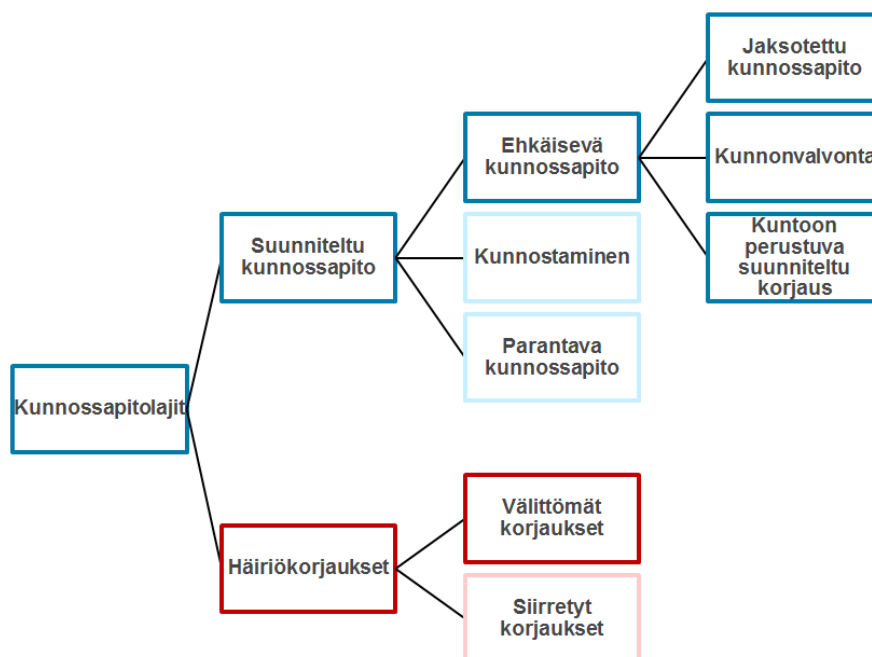 Jaksotettu
kunnossapito
Ehkäisevä
kunnossapito
Kunnonvalvonta
Suunniteltu
kunnossapito
Kunnostaminen
Kuntoon
perustuva
suunniteltu
korjaus
Parantava
kunnossapito
Kunnossapitolajit
Välittömät
korjaukset
Häiriökorjaukset
Siirretyt
korjaukset